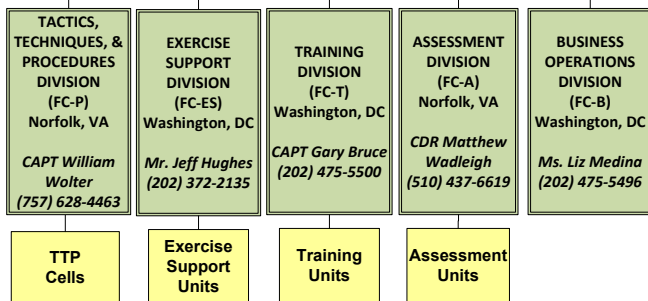 TACTICS,
TECHNIQUES, &
PROCEDURES
DIVISION
(FC-P)
Norfolk, VA
CAPT William
Wolter
(757) 628-4463
EXERCISE
SUPPORT
DIVISION
(FC-ES)
Washington, DC
Mr. Jeff Hughes
(202) 372-2135
TRAINING
DIVISION
(FC-T)
Washington, DC
CAPT Gary Bruce
(202) 475-5500
ASSESSMENT
DIVISION
(FC-A)
Norfolk, VA
CDR Matthew
Wadleigh
(510) 437-6619
BUSINESS
OPERATIONS
DIVISION
(FC-B)
Washington, DC
Ms. Liz Medina
(202) 475-5496
TTP
Cells
Exercise
Support
Units
Training
Units
Assessment
Units